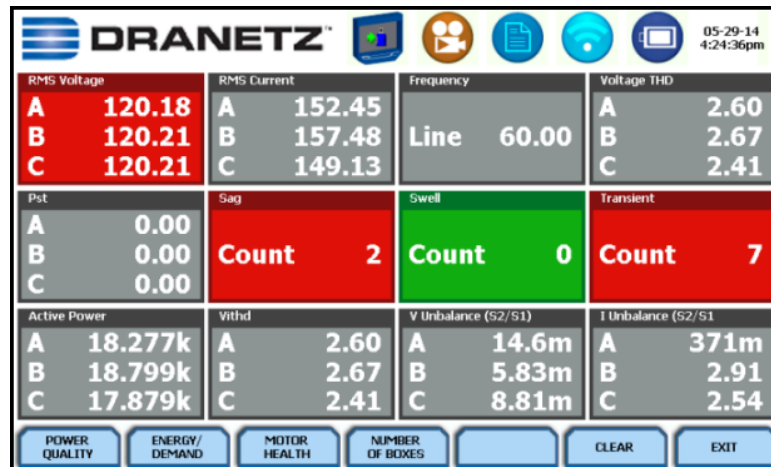 DRANETZ
05-29-14
4:24:36pm
RMS Voltage
A 120.18
B 120.21
C 120.21
RMS Current
A 152.45
B 157.48
C 149.13
Frequency
Line 60.00
Voltage THD
A 2.60
B 2.67
C 2.41
Pst
A 0.00
B 0.00
C 0.00
Sag
Count 2
Swell
Count 0
Transient
Count 7
Active Power
A 18.277k
B 18.799k
C 17.879k
Vithd
A 2.60
B 2.67
C 2.41
V Unbalance (S2/S1)
A 14.6m
B 5.83m
C 8.81m
I Unbalance (S2/S1
A 371m
B 2.91
C 2.54
POWER
QUALITY
ENERGY/
DEMAND
MOTOR
HEALTH
NUMBER
OF BOXES
CLEAR
EXIT